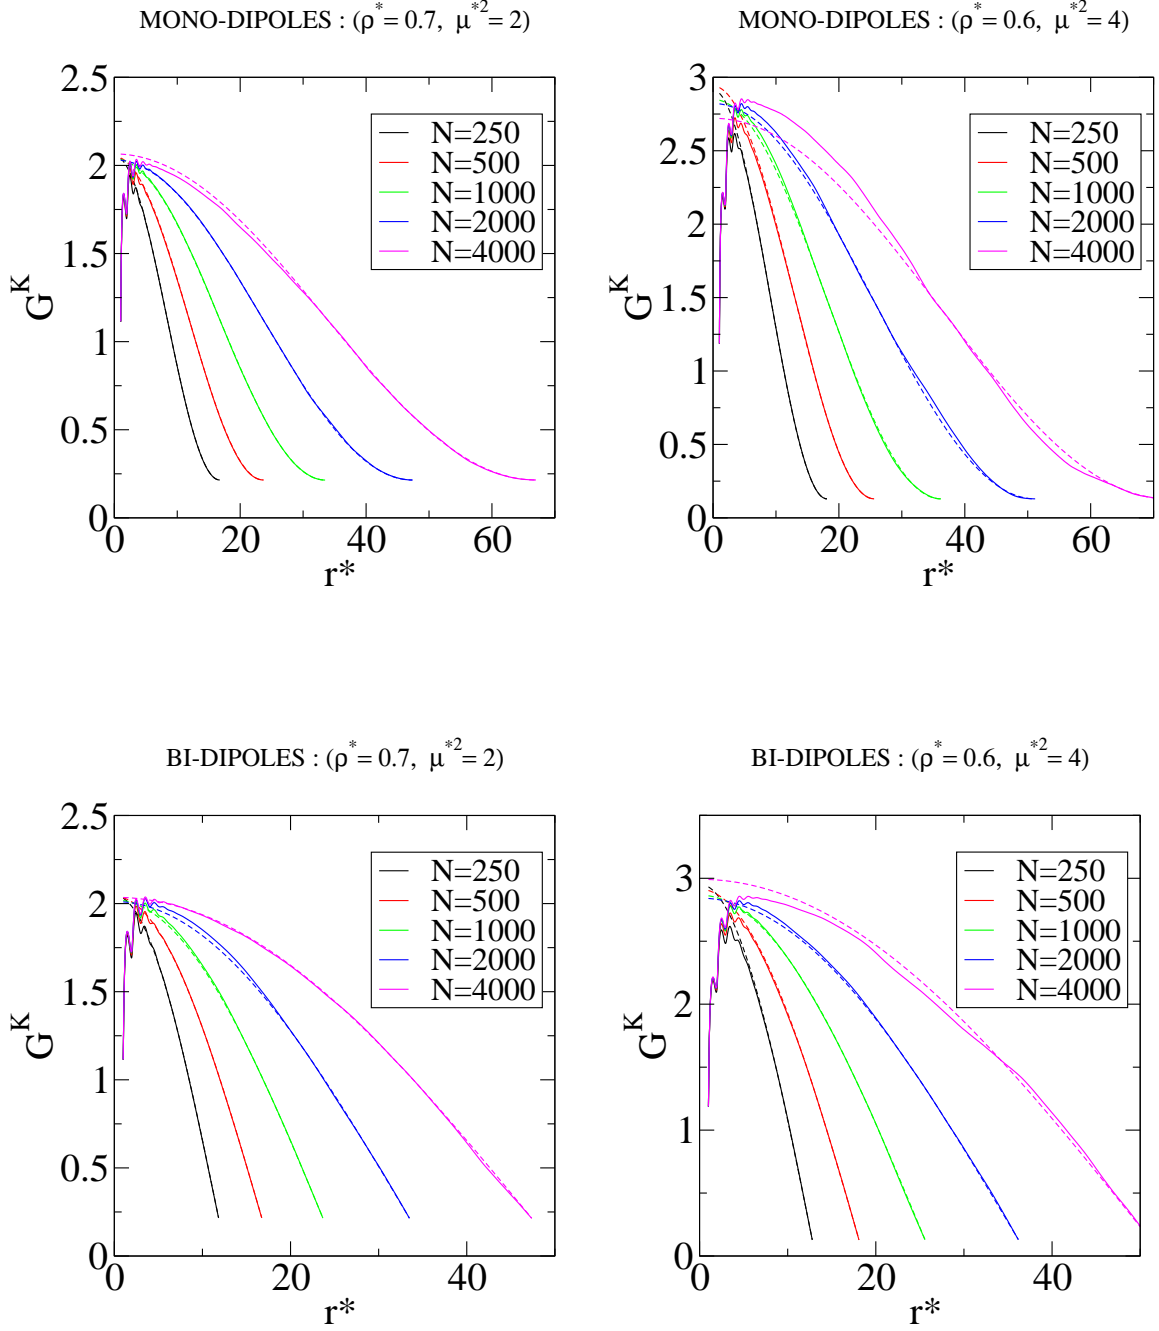 MONO-DIPOLES : (ρ* = 0.7, μ*2 = 2)
2.5
2
1.5
1
0.5
0
G^K
N=250
N=500
N=1000
N=2000
N=4000
0 20 40 60
r*
MONO-DIPOLES : (ρ* = 0.6, μ*2 = 4)
3
2.5
2
1.5
1
0.5
0
G^K
N=250
N=500
N=1000
N=2000
N=4000
0 20 40 60
r*
BI-DIPOLES : (ρ* = 0.7, μ*2 = 2)
2.5
2
1.5
1
0.5
0
G^K
N=250
N=500
N=1000
N=2000
N=4000
0 20 40
r*
BI-DIPOLES : (ρ* = 0.6, μ*2 = 4)
3
2
1
0
G^K
N=250
N=500
N=1000
N=2000
N=4000
0 20 40
r*